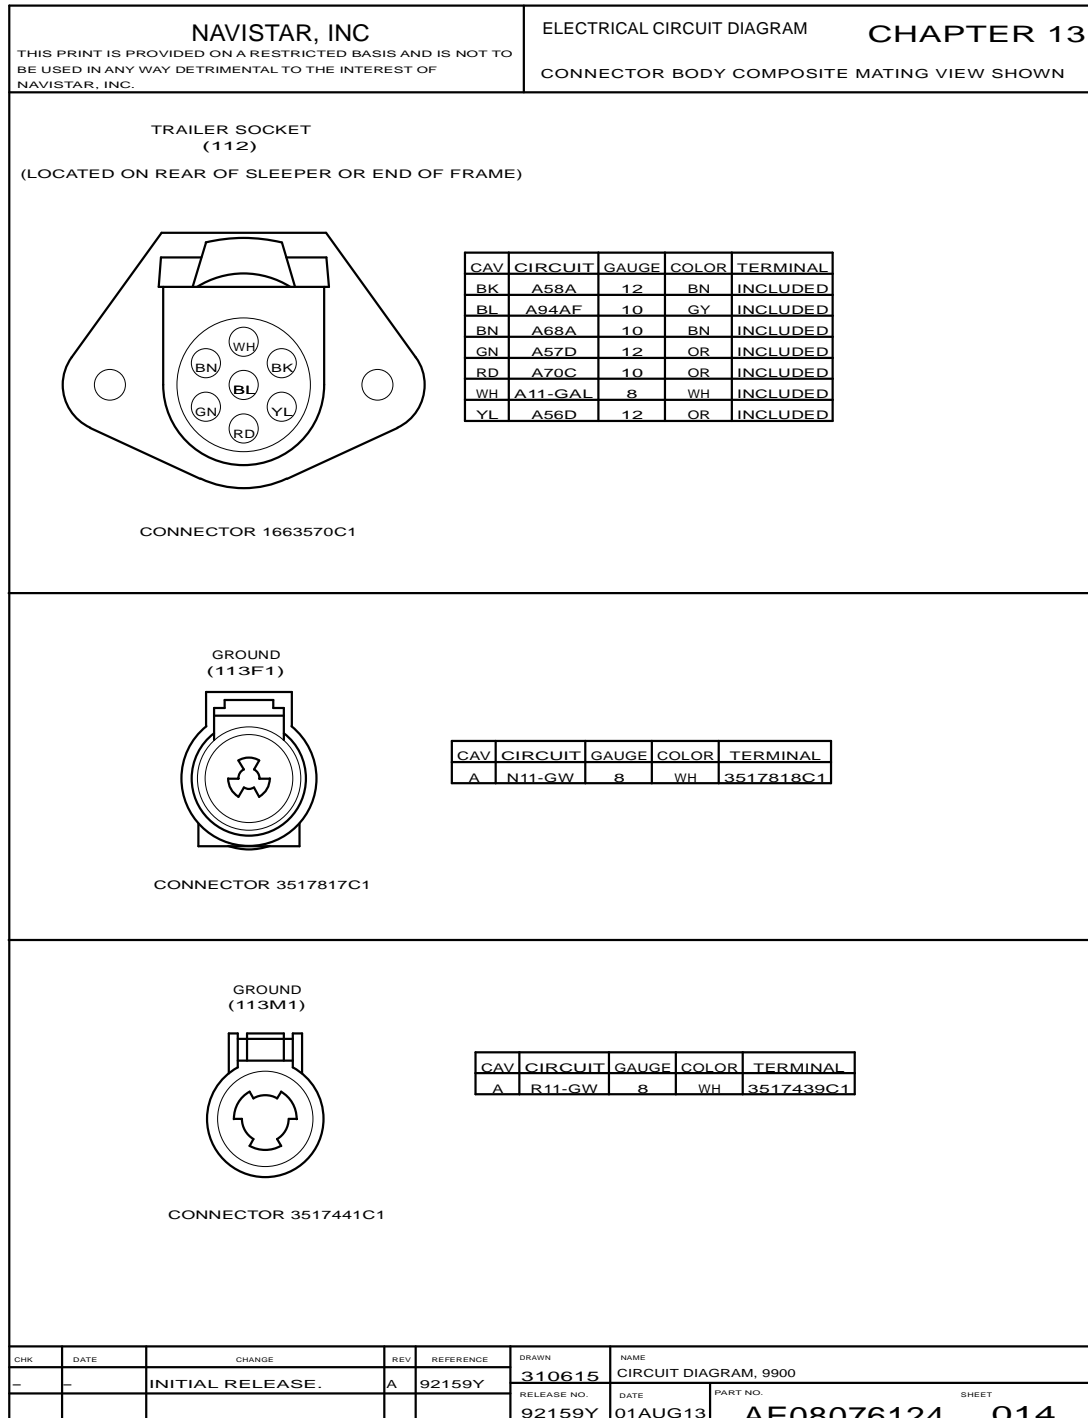 NAVISTAR, INC
THIS PRINT IS PROVIDED ON A RESTRICTED BASIS AND IS NOT TO
BE USED IN ANY WAY DETRIMENTAL TO THE INTEREST OF
NAVISTAR, INC.
ELECTRICAL CIRCUIT DIAGRAM CHAPTER 13
CONNECTOR BODY COMPOSITE MATING VIEW SHOWN
TRAILER SOCKET
(112)
(LOCATED ON REAR OF SLEEPER OR END OF FRAME)
WH
BN BK
BL
GN YL
RD
CONNECTOR 1663570C1
CAV CIRCUIT GAUGE COLOR TERMINAL
BK A58A 12 BN INCLUDED
BL A94AF 10 GY INCLUDED
BN A68A 10 BN INCLUDED
GN A57D 12 OR INCLUDED
RD A70C 10 OR INCLUDED
WH A11-GAL 8 WH INCLUDED
YL A56D 12 OR INCLUDED
GROUND
(113F1)
CONNECTOR 3517817C1
CAV CIRCUIT GAUGE COLOR TERMINAL
A N11-GW 8 WH 3517818C1
GROUND
(113M1)
CONNECTOR 3517441C1
CAV CIRCUIT GAUGE COLOR TERMINAL
A R11-GW 8 WH 3517439C1
CHK DATE CHANGE REV REFERENCE
– – INITIAL RELEASE. A 92159Y
DRAWN
310615
NAME
CIRCUIT DIAGRAM, 9900
RELEASE NO.
92159Y
DATE
01AUG13
PART NO.
AE08076124
SHEET
014